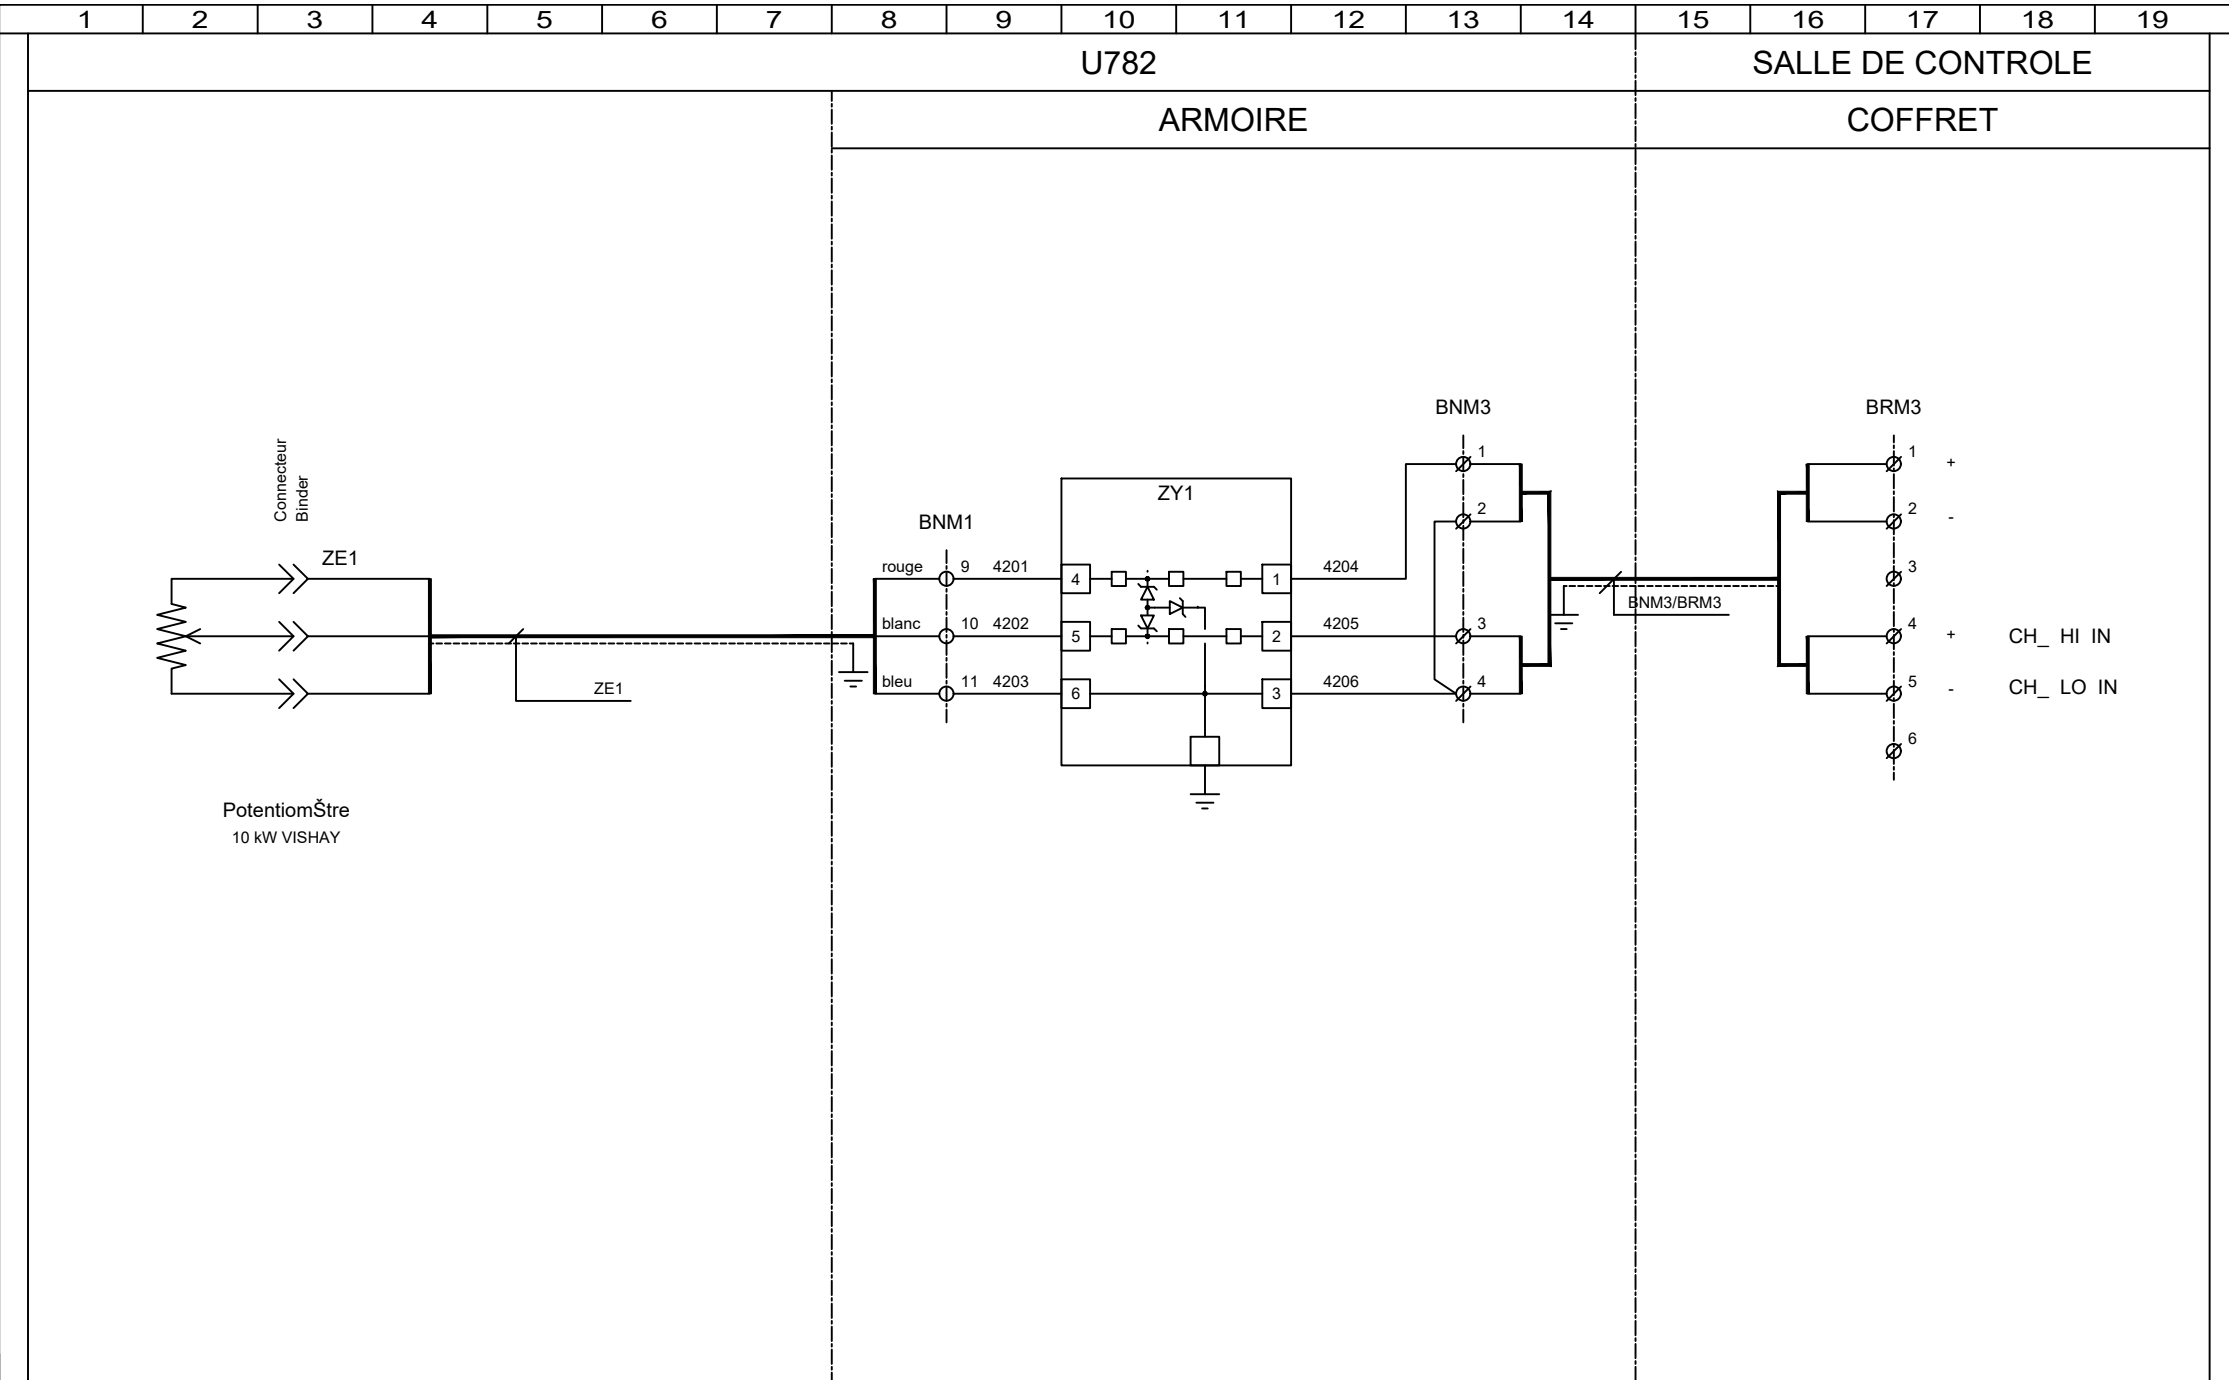 1 2 3 4 5 6 7 8 9 10 11 12 13 14 15 16 17 18 19
U782 SALLE DE CONTROLE
ARMOIRE COFFRET
Connecteur
Binder
ZE1
ZE1
PotentiomŠtre
10 kW VISHAY
BNM1
rouge 9 4201
blanc 10 4202
bleu 11 4203
ZY1
4 1
5 2
6 3
4204
4205
4206
BNM3
1
2
3
4
BNM3/BRM3
BRM3
1 +
2 -
3
4 + CH_ HI IN
5 - CH_ LO IN
6